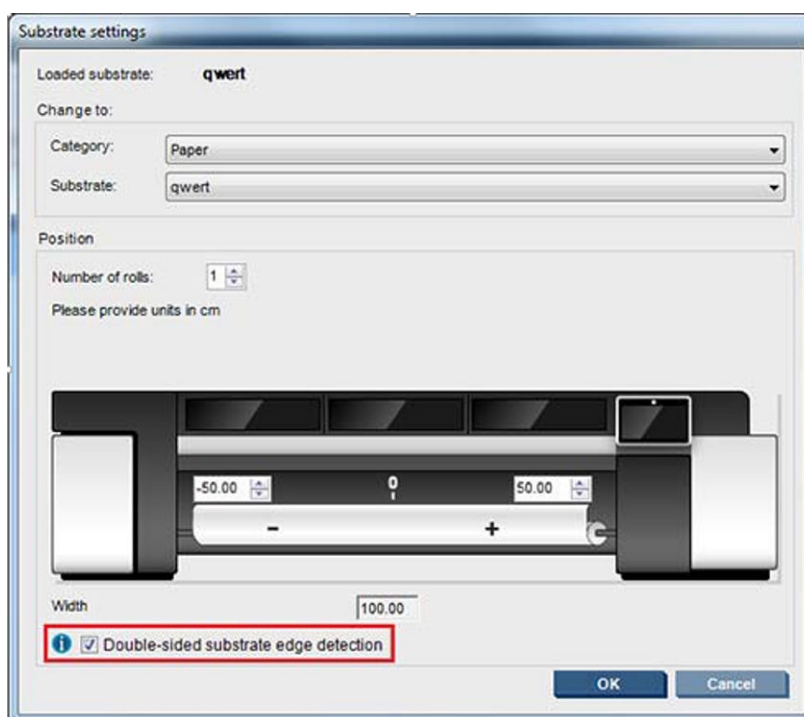 Substrate settings
Loaded substrate: qwert
Change to:
Category: Paper
Substrate: qwert
Position
Number of rolls: 1
Please provide units in cm
-50.00 0 50.00
- +
Width 100.00
Double-sided substrate edge detection
OK Cancel